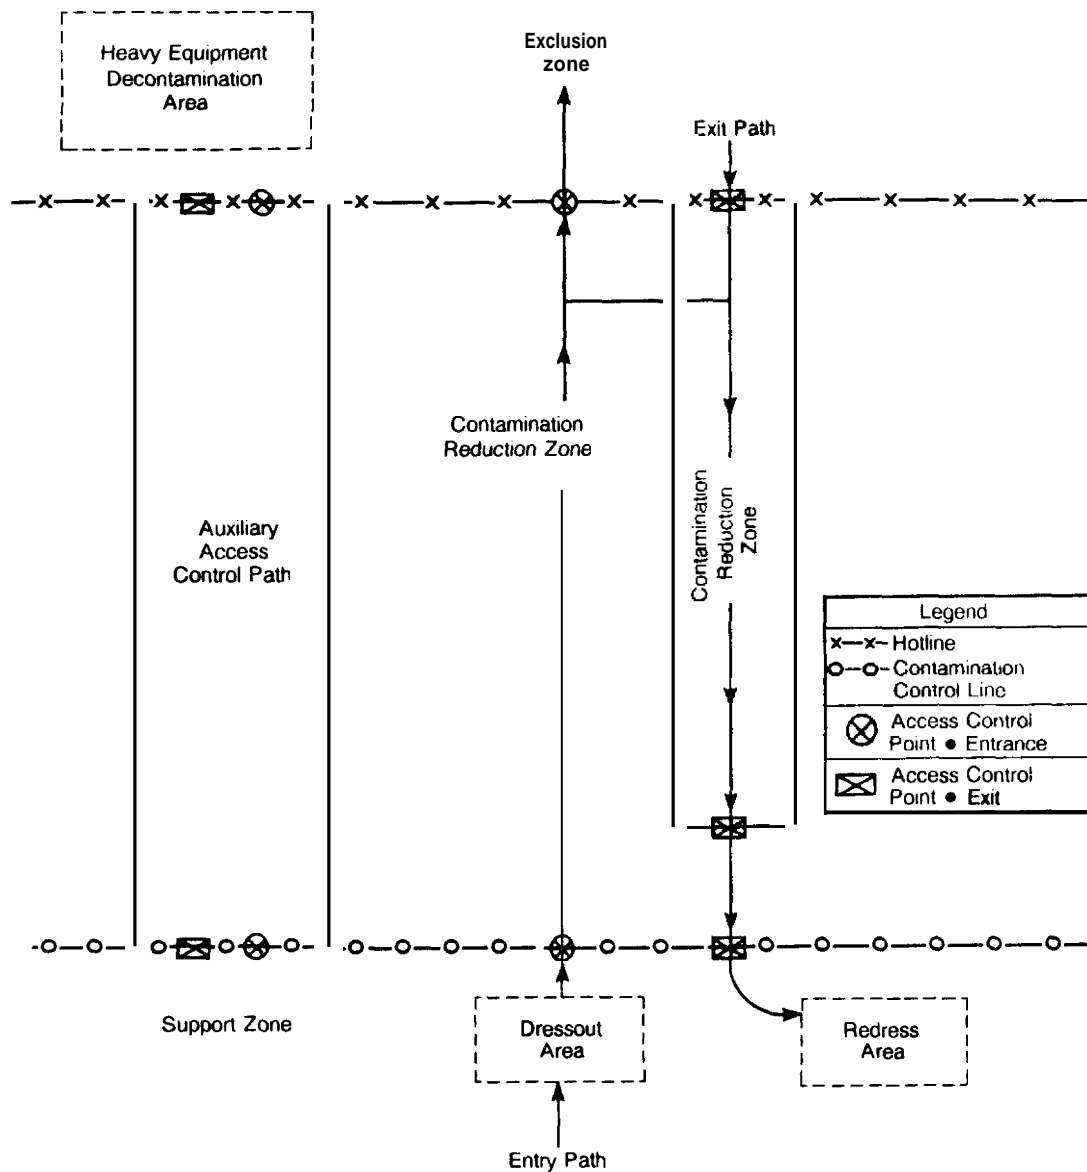 Heavy Equipment
Decontamination
Area
Exclusion
zone
Exit Path
Contamination
Reduction Zone
Auxiliary
Access
Control Path
Contamination
Reduction
Zone
Legend
x—x– Hotline
o—o– Contamination
Control Line
Access Control
Point • Entrance
Access Control
Point • Exit
Support Zone
Dressout
Area
Redress
Area
Entry Path